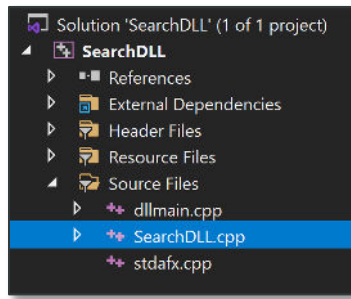 Solution 'SearchDLL' (1 of 1 project)
SearchDLL
References
External Dependencies
Header Files
Resource Files
Source Files
dllmain.cpp
SearchDLL.cpp
stdafx.cpp